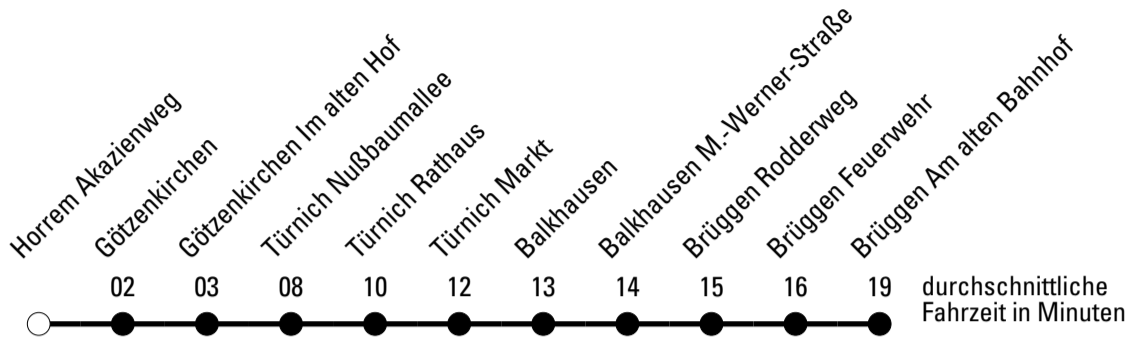 Horrem Akazienweg
Götzenkirchen
Götzenkirchen Im alten Hof
Türnich Nußbaumallee
Türnich Rathaus
Türnich Markt
Balkhausen
Balkhausen M.-Werner-Straße
Brüggen Rodderweg
Brüggen Feuerwehr
Brüggen Am alten Bahnhof
02 03 08 10 12 13 14 15 16 19
durchschnittliche
Fahrzeit in Minuten